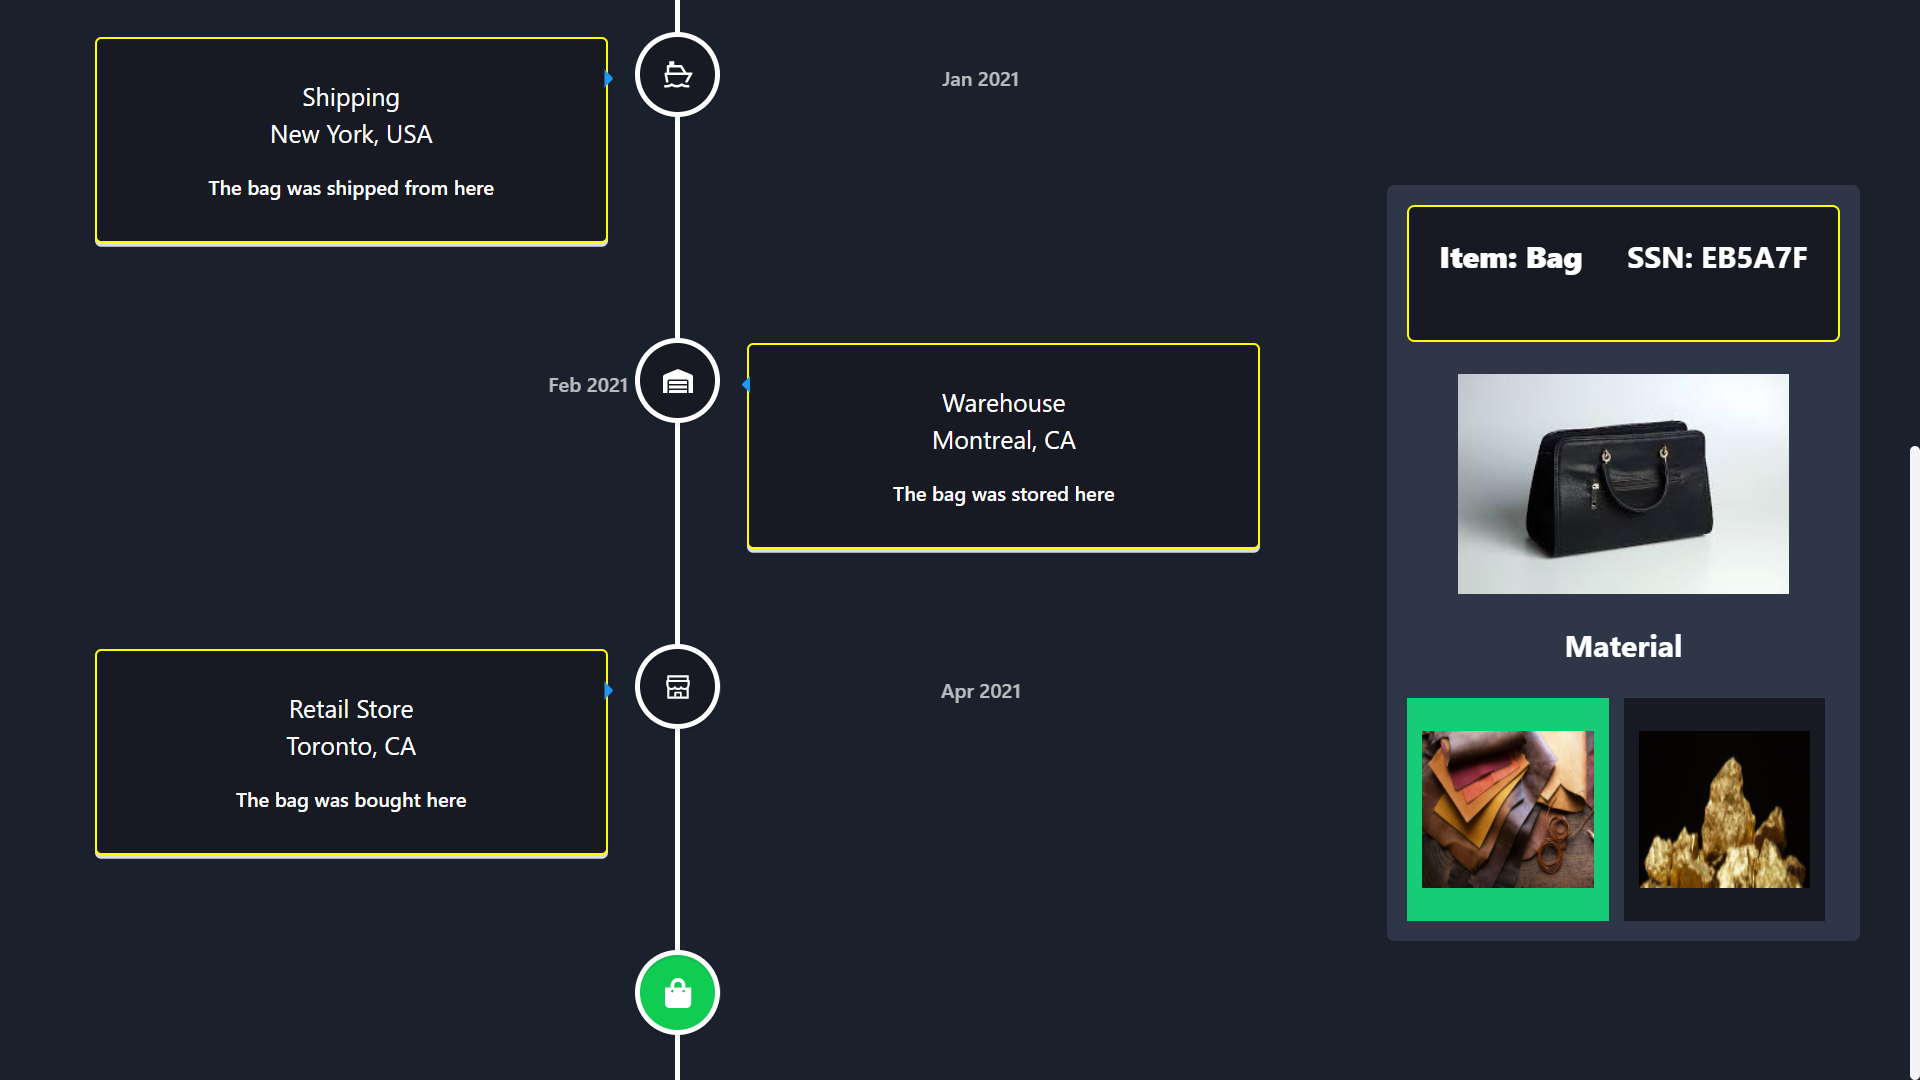 Shipping
New York, USA
The bag was shipped from here
Jan 2021
Feb 2021
Warehouse
Montreal, CA
The bag was stored here
Retail Store
Toronto, CA
The bag was bought here
Apr 2021
Item: Bag
SSN: EB5A7F
Material